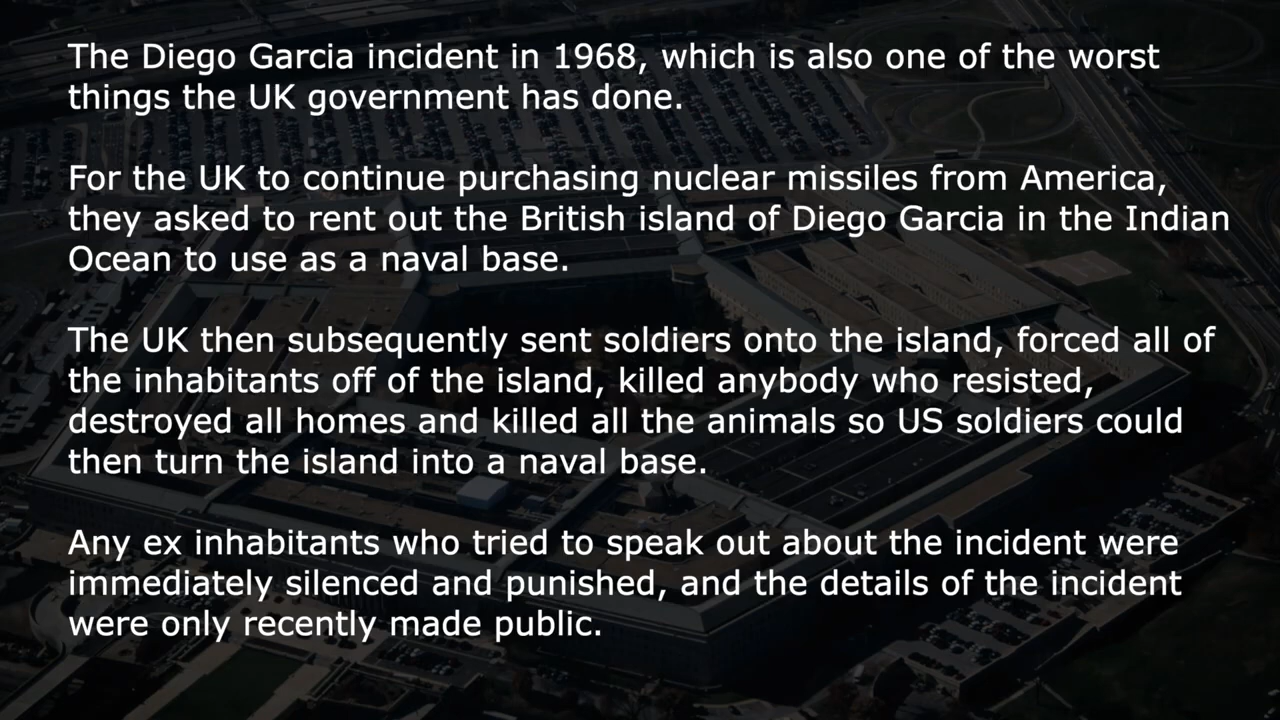 The Diego Garcia incident in 1968, which is also one of the worst
things the UK government has done.
For the UK to continue purchasing nuclear missiles from America,
they asked to rent out the British island of Diego Garcia in the Indian
Ocean to use as a naval base.
The UK then subsequently sent soldiers onto the island, forced all of
the inhabitants off of the island, killed anybody who resisted,
destroyed all homes and killed all the animals so US soldiers could
then turn the island into a naval base.
Any ex inhabitants who tried to speak out about the incident were
immediately silenced and punished, and the details of the incident
were only recently made public.